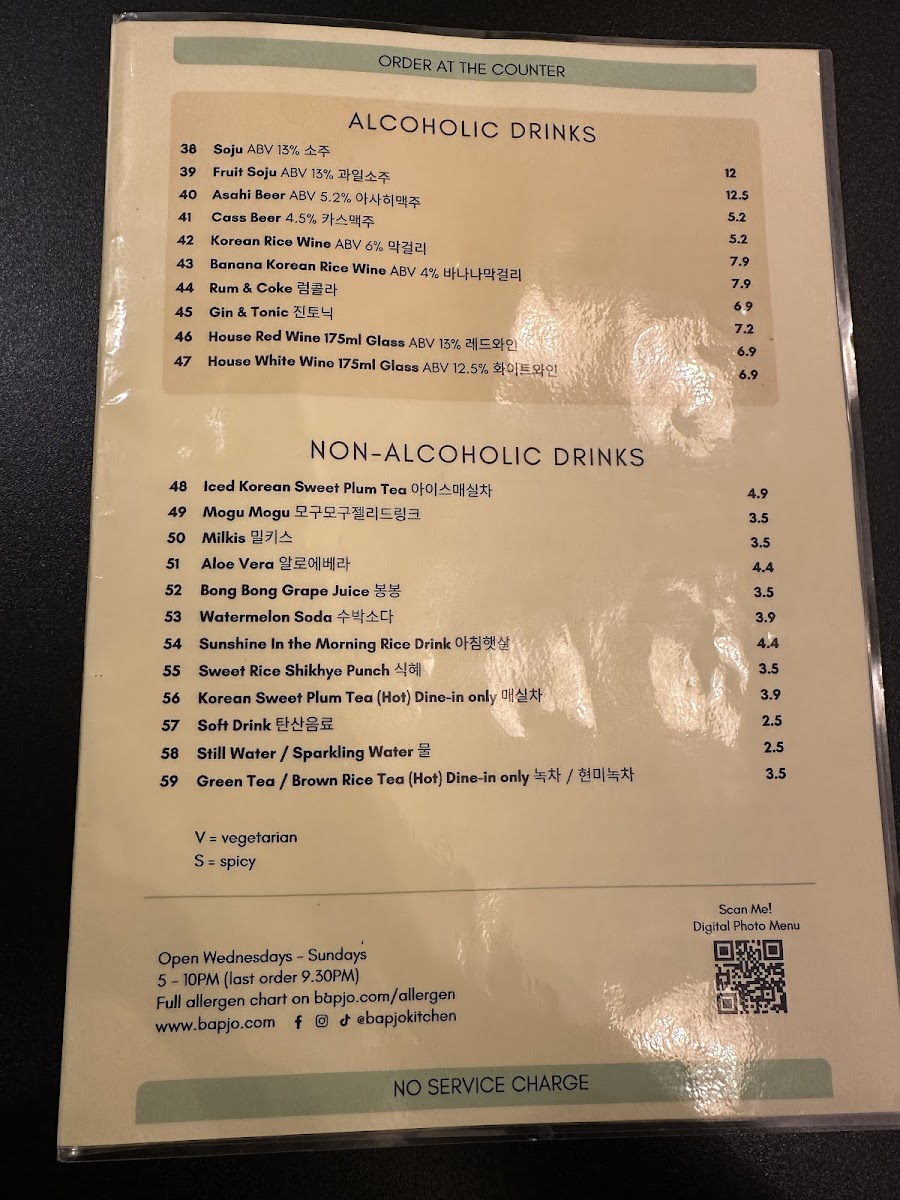 ORDER AT THE COUNTER
ALCOHOLIC DRINKS
38 Soju ABV 13% 소주 12
39 Fruit Soju ABV 13% 과일소주 12.5
40 Asahi Beer ABV 5.2% 아사히맥주 5.2
41 Cass Beer 4.5% 카스맥주 5.2
42 Korean Rice Wine ABV 6% 막걸리 7.9
43 Banana Korean Rice Wine ABV 4% 바나나막걸리 7.9
44 Rum & Coke 럼콜라 6.9
45 Gin & Tonic 진토닉 7.2
46 House Red Wine 175ml Glass ABV 13% 레드와인 6.9
47 House White Wine 175ml Glass ABV 12.5% 화이트와인 6.9
NON-ALCOHOLIC DRINKS
48 Iced Korean Sweet Plum Tea 아이스매실차 4.9
49 Mogu Mogu 모구모구젤리드링크 3.5
50 Milkis 밀키스 3.5
51 Aloe Vera 알로에베라 4.4
52 Bong Bong Grape Juice 봉봉 3.5
53 Watermelon Soda 수박소다 3.9
54 Sunshine In the Morning Rice Drink 아침햇살 4.4
55 Sweet Rice Shikhye Punch 식혜 3.5
56 Korean Sweet Plum Tea (Hot) Dine-in only 매실차 3.9
57 Soft Drink 탄산음료 2.5
58 Still Water / Sparkling Water 물 2.5
59 Green Tea / Brown Rice Tea (Hot) Dine-in only 녹차 / 현미녹차 3.5
V = vegetarian
S = spicy
Scan Me!
Digital Photo Menu
Open Wednesdays - Sundays
5 - 10PM (last order 9.30PM)
Full allergen chart on bapjo.com/allergen
www.bapjo.com @bapjokitchen
NO SERVICE CHARGE